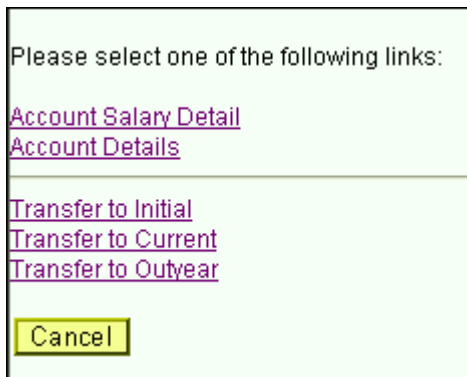 Please select one of the following links:
Account Salary Detail
Account Details
Transfer to Initial
Transfer to Current
Transfer to Outyear
Cancel